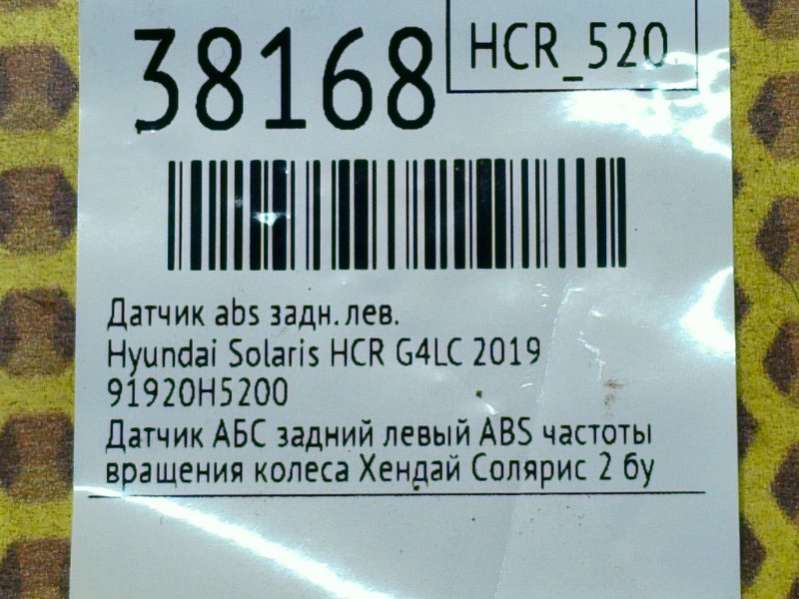 38168
HCR_520
Датчик abs задн. лев.
Hyundai Solaris HCR G4LC 2019
91920H5200
Датчик АБС задний левый ABS частоты
вращения колеса Хендай Солярис 2 бу